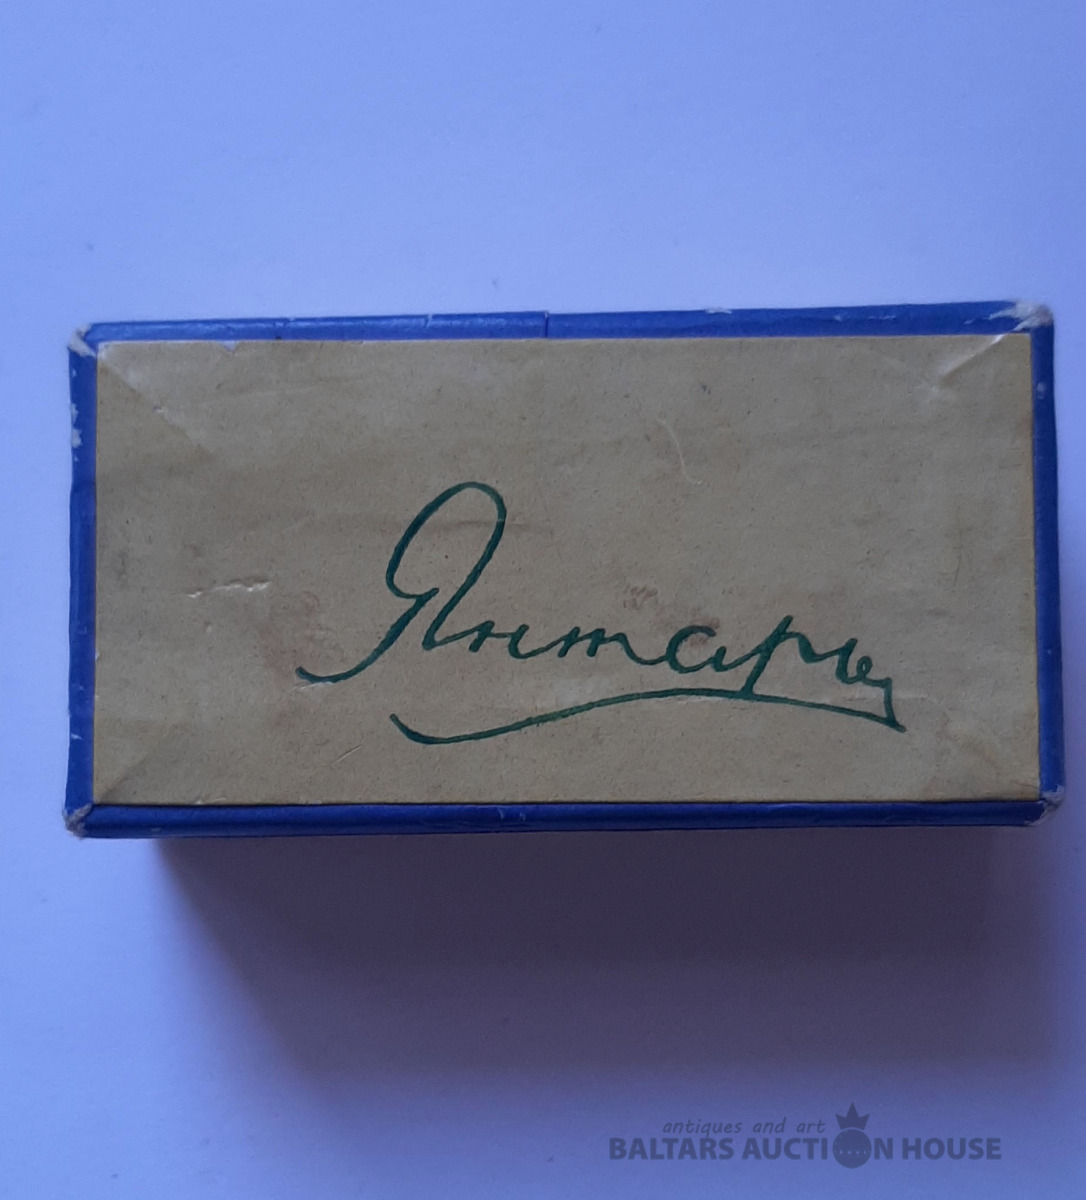 Янтарь
antiques and art
BALTARS AUCTION HOUSE